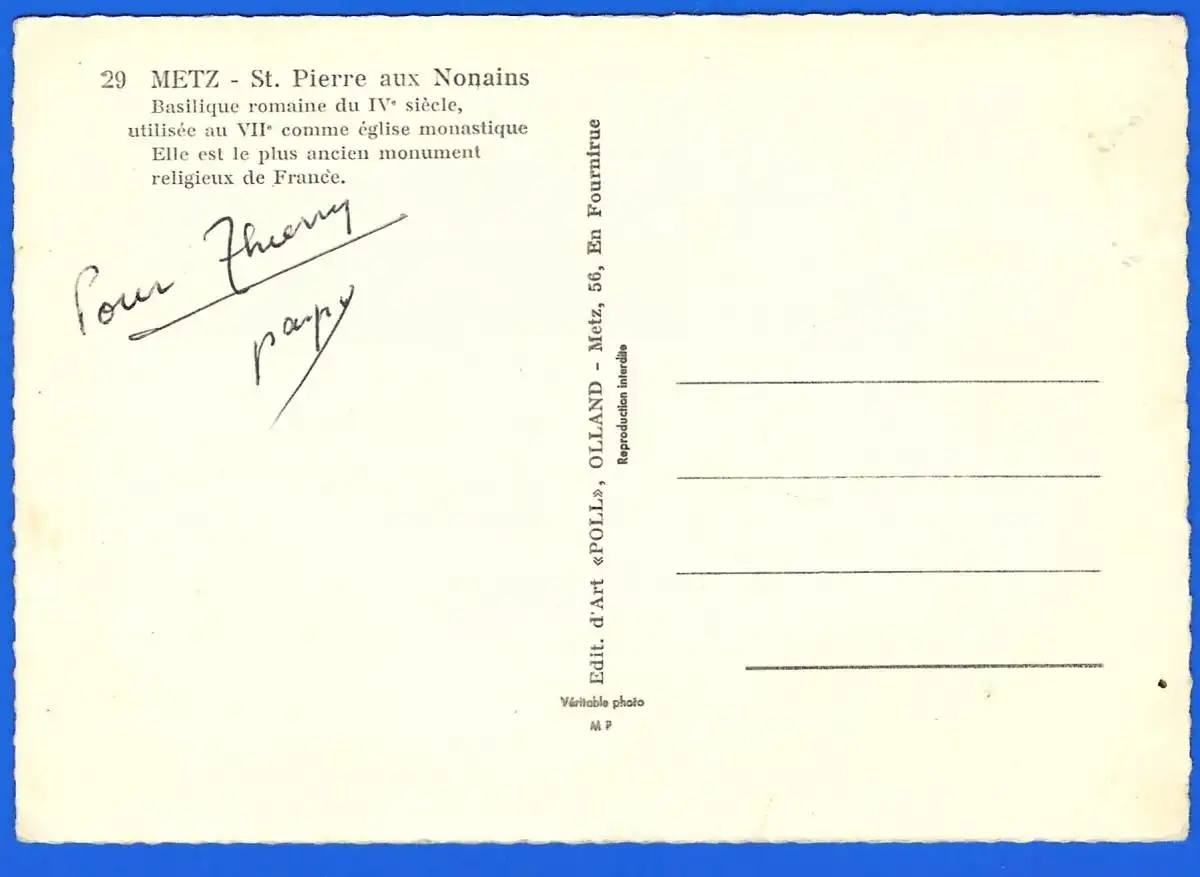 29 METZ - St. Pierre aux Nonains
Basilique romaine du IVe siècle,
utilisée au VIIe comme église monastique
Elle est le plus ancien monument
religieux de France.
Pour Thierry
papy
Edit. d'Art «POLL», OLLAND - Metz, 56, En Fournirue
Reproduction interdite
Véritable photo
M P